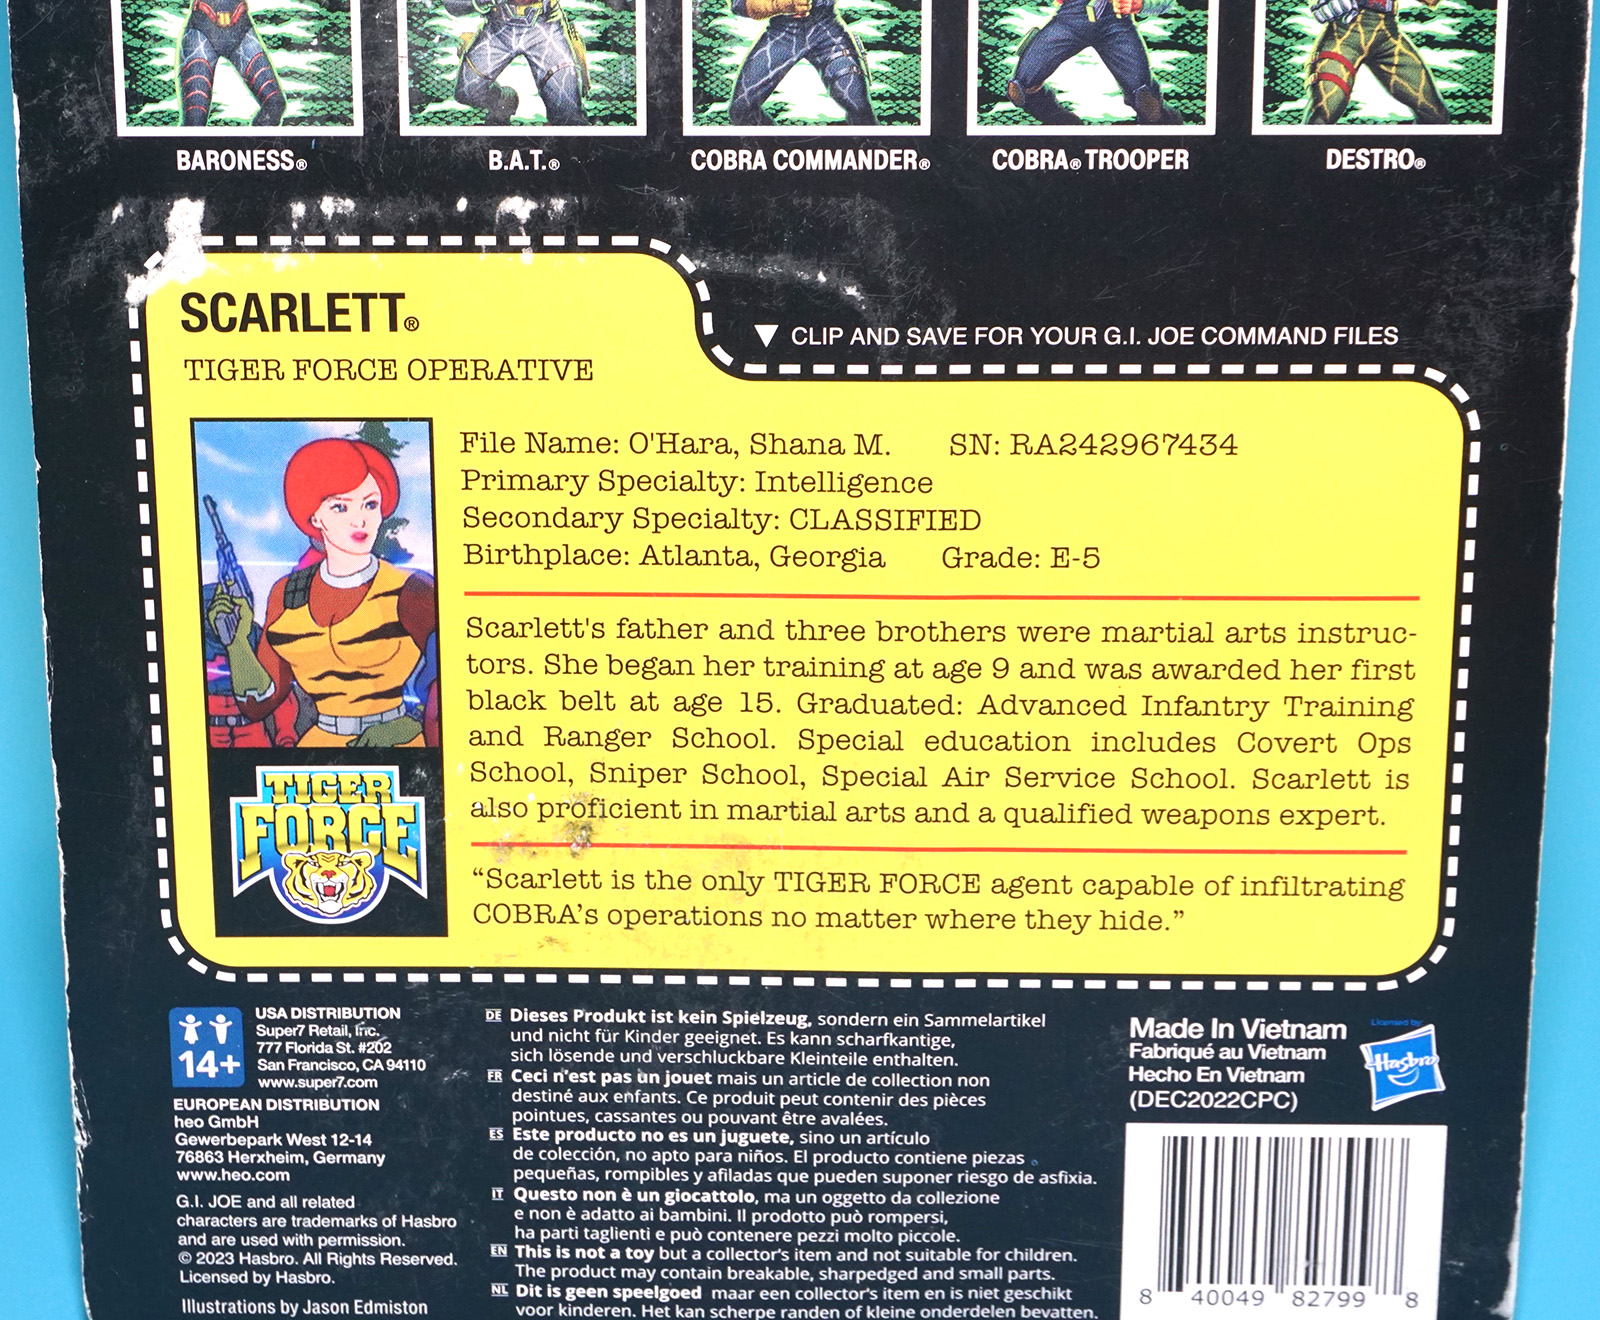 BARONESS® B.A.T.® COBRA COMMANDER® COBRA® TROOPER DESTRO®
SCARLETT®
TIGER FORCE OPERATIVE
▼ CLIP AND SAVE FOR YOUR G.I. JOE COMMAND FILES
File Name: O'Hara, Shana M. SN: RA242967434
Primary Specialty: Intelligence
Secondary Specialty: CLASSIFIED
Birthplace: Atlanta, Georgia Grade: E-5
Scarlett's father and three brothers were martial arts instruc-
tors. She began her training at age 9 and was awarded her first
black belt at age 15. Graduated: Advanced Infantry Training
and Ranger School. Special education includes Covert Ops
School, Sniper School, Special Air Service School. Scarlett is
also proficient in martial arts and a qualified weapons expert.
“Scarlett is the only TIGER FORCE agent capable of infiltrating
COBRA’s operations no matter where they hide.”
TIGER
FORCE
14+
USA DISTRIBUTION
Super7 Retail, Inc.
777 Florida St. #202
San Francisco, CA 94110
www.super7.com
EUROPEAN DISTRIBUTION
heo GmbH
Gewerbepark West 12-14
76863 Herxheim, Germany
www.heo.com
G.I. JOE and all related
characters are trademarks of Hasbro
and are used with permission.
© 2023 Hasbro. All Rights Reserved.
Licensed by Hasbro.
Illustrations by Jason Edmiston
DE Dieses Produkt ist kein Spielzeug, sondern ein Sammelartikel
und nicht für Kinder geeignet. Es kann scharfkantige,
sich lösende und verschluckbare Kleinteile enthalten.
FR Ceci n'est pas un jouet mais un article de collection non
destiné aux enfants. Ce produit peut contenir des pièces
pointues, cassantes ou pouvant être avalées.
ES Este producto no es un juguete, sino un artículo
de colección, no apto para niños. El producto contiene piezas
pequeñas, rompibles y afiladas que pueden suponer riesgo de asfixia.
IT Questo non è un giocattolo, ma un oggetto da collezione
e non è adatto ai bambini. Il prodotto può rompersi,
ha parti taglienti e può contenere pezzi molto piccole.
EN This is not a toy but a collector's item and not suitable for children.
The product may contain breakable, sharpedged and small parts.
NL Dit is geen speelgoed maar een collector's item en is niet geschikt
voor kinderen. Het kan scherpe randen of kleine onderdelen bevatten.
Made In Vietnam
Fabriqué au Vietnam
Hecho En Vietnam
(DEC2022CPC)
Licensed by:
Hasbro
8 40049 82799 8